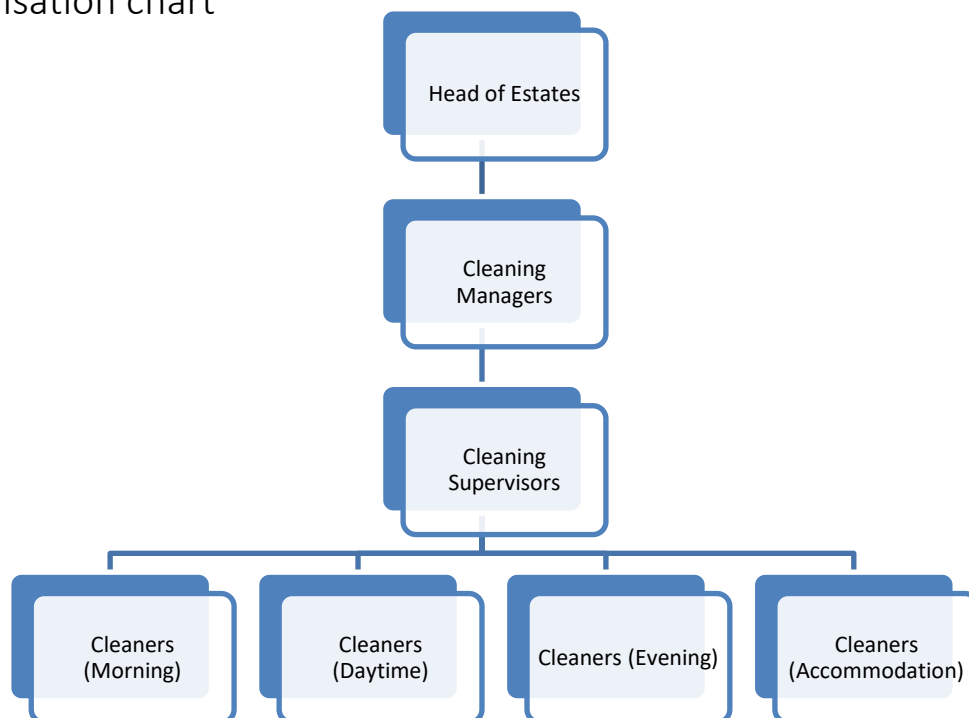 isation chart
Head of Estates
Cleaning
Managers
Cleaning
Supervisors
Cleaners
(Morning)
Cleaners
(Daytime)
Cleaners (Evening)
Cleaners
(Accommodation)